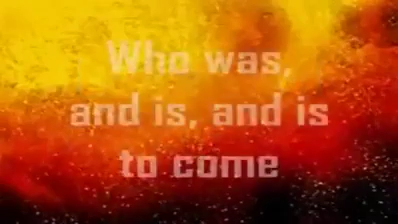 Who was,
and is, and is
to come